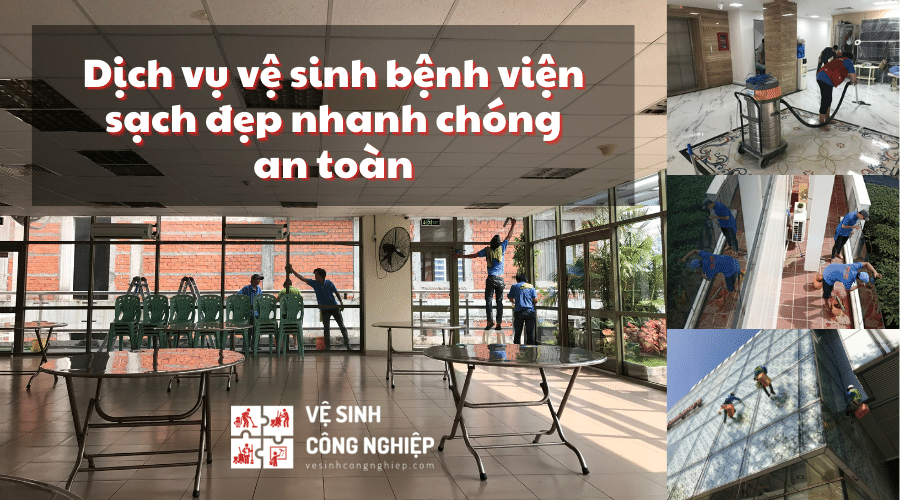 Dịch vụ vệ sinh bệnh viện
sạch đẹp nhanh chóng
an toàn
VỆ SINH
CÔNG NGHIỆP
vesinhcongnghiep.com